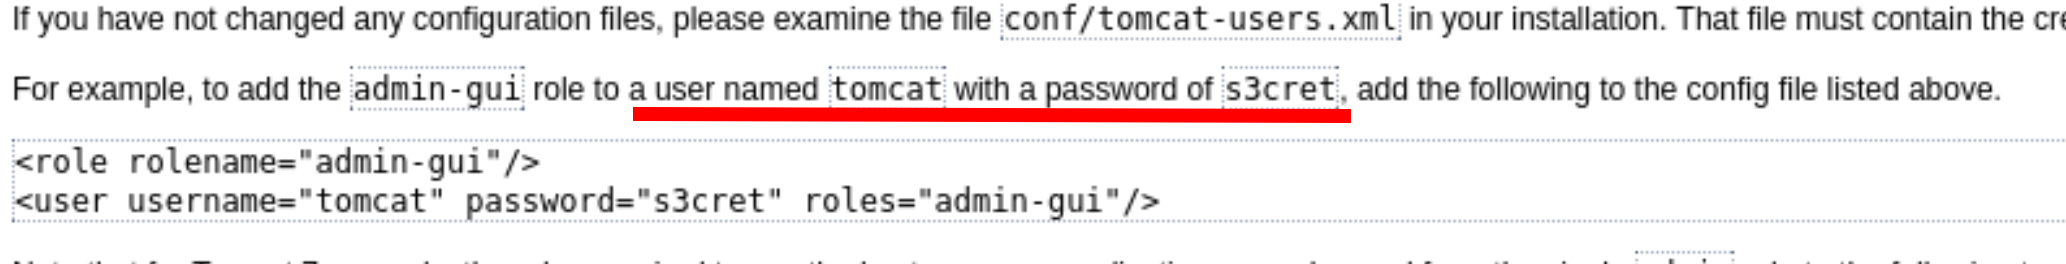 If you have not changed any configuration files, please examine the file conf/tomcat-users.xml in your installation. That file must contain the
For example, to add the admin-gui role to a user named tomcat with a password of s3cret, add the following to the config file listed above.
<role rolename="admin-gui"/>
<user username="tomcat" password="s3cret" roles="admin-gui"/>